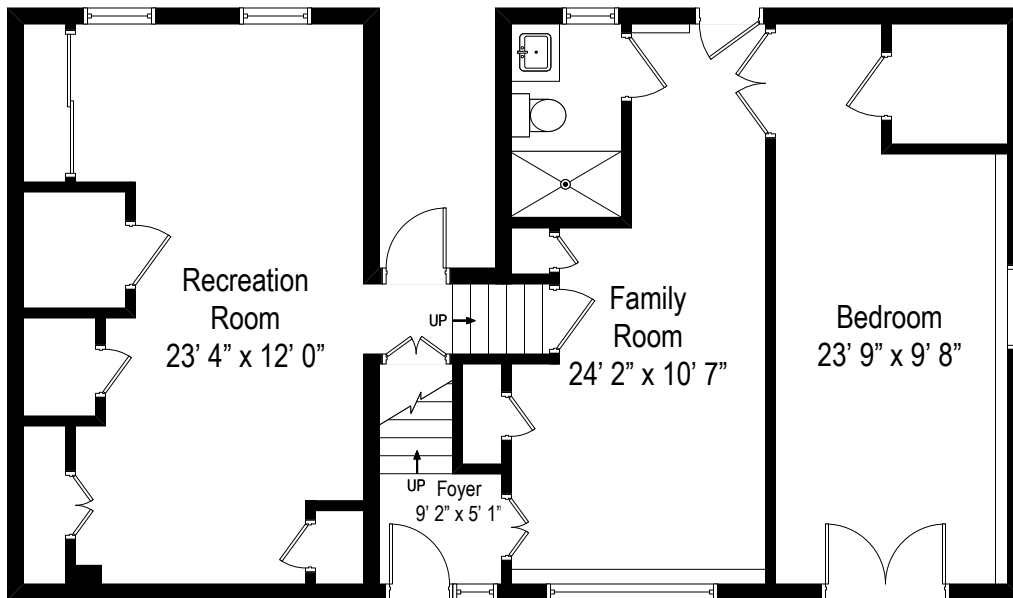 Recreation
Room
23’ 4” x 12’ 0”
UP
Family
Room
24’ 2” x 10’ 7”
Bedroom
23’ 9” x 9’ 8”
UP
Foyer
9’ 2” x 5’ 1”